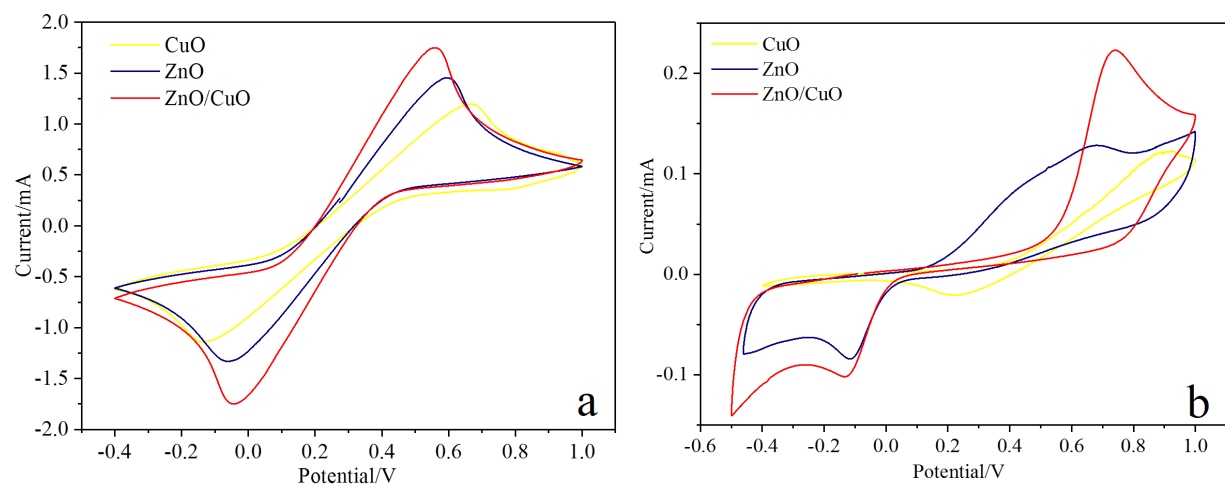 2.0
1.5
1.0
0.5
0.0
-0.5
-1.0
-1.5
-2.0
Current/mA
CuO
ZnO
ZnO/CuO
a
-0.4 -0.2 0.0 0.2 0.4 0.6 0.8 1.0
Potential/V
0.2
0.1
0.0
-0.1
Current/mA
CuO
ZnO
ZnO/CuO
b
-0.6 -0.4 -0.2 0.0 0.2 0.4 0.6 0.8 1.0
Potential/V